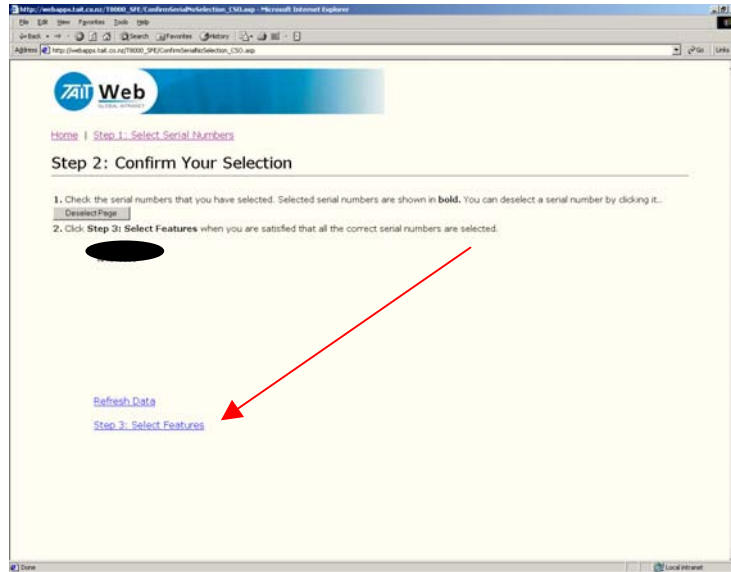 http://webapps.tait.co.nz/T8000_SFE/ConfirmSerialNoSelection_CSO.asp - Microsoft Internet Explorer
File Edit View Favorites Tools Help
Back Search Favorites History
Address http://webapps.tait.co.nz/T8000_SFE/ConfirmSerialNoSelection_CSO.asp Go Links
TAIT Web
GLOBAL INTRANET
Home | Step 1: Select Serial Numbers
Step 2: Confirm Your Selection
1. Check the serial numbers that you have selected. Selected serial numbers are shown in bold. You can deselect a serial number by clicking it..
Deselect Page
2. Click Step 3: Select Features when you are satisfied that all the correct serial numbers are selected.
Refresh Data
Step 3: Select Features
Done Local intranet